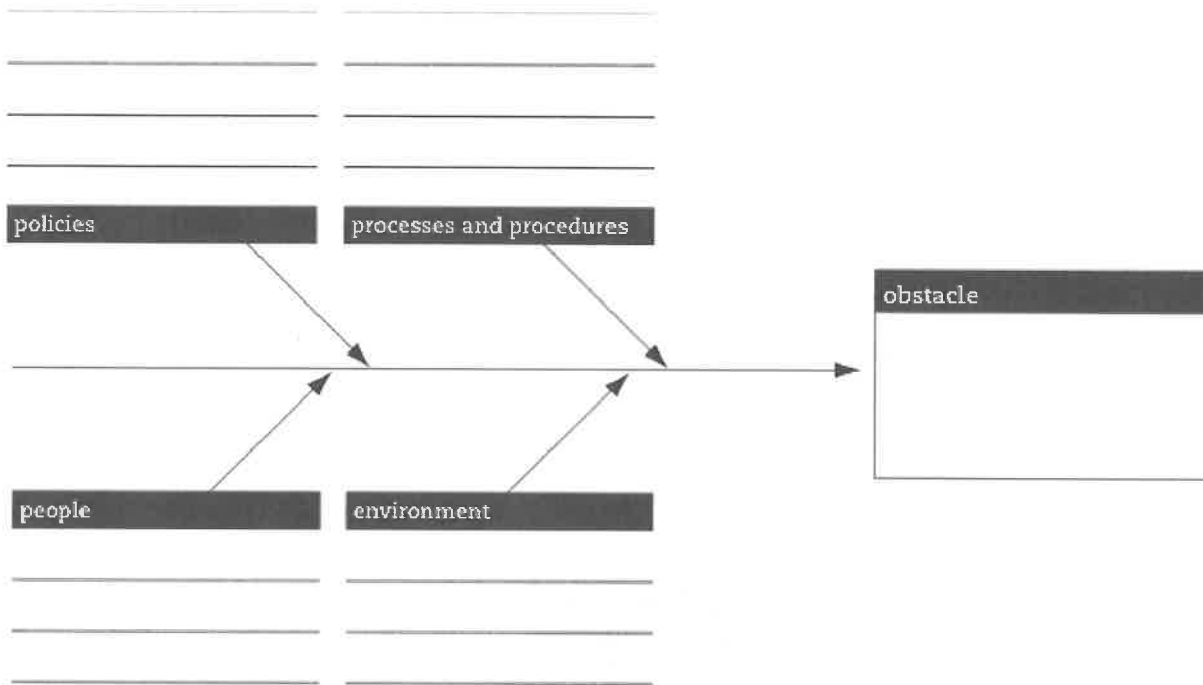 policies
processes and procedures
obstacle
people
environment